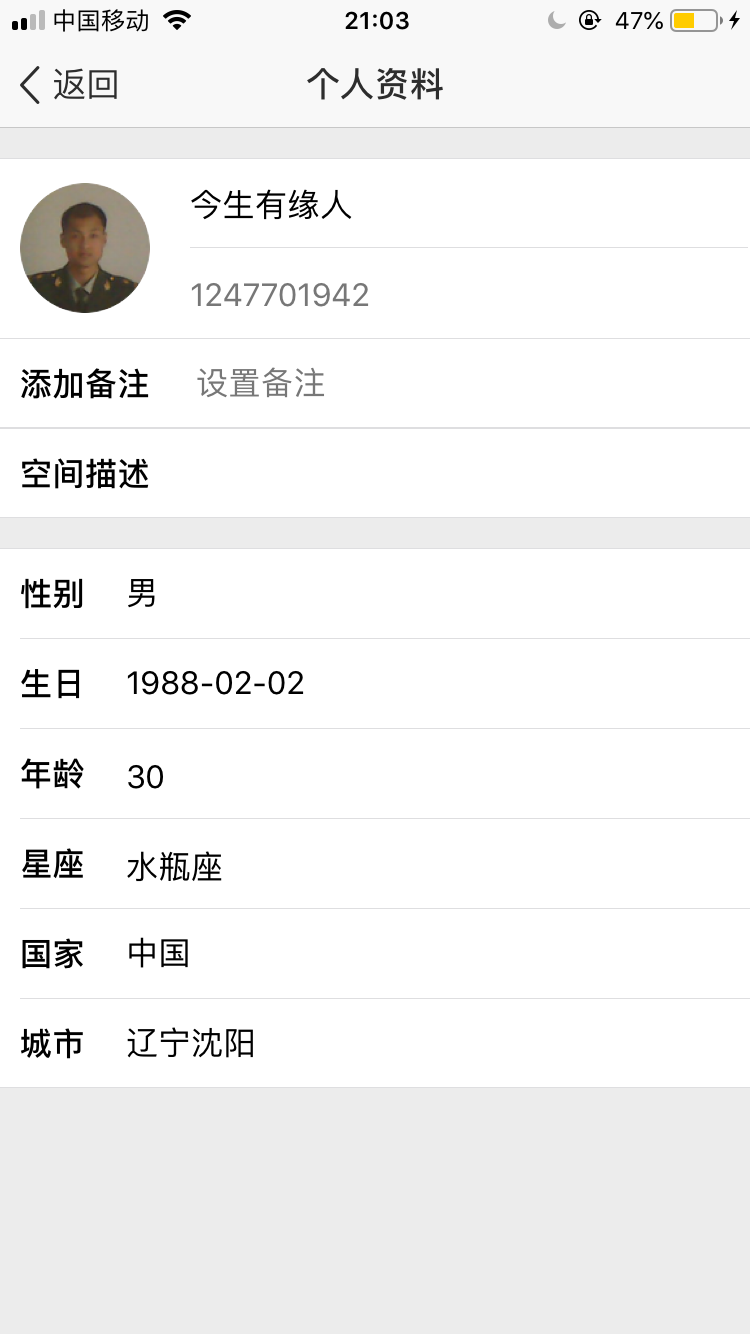 中国移动 21:03 47%
返回 个人资料
今生有缘人
1247701942
添加备注 设置备注
空间描述
性别 男
生日 1988-02-02
年龄 30
星座 水瓶座
国家 中国
城市 辽宁沈阳